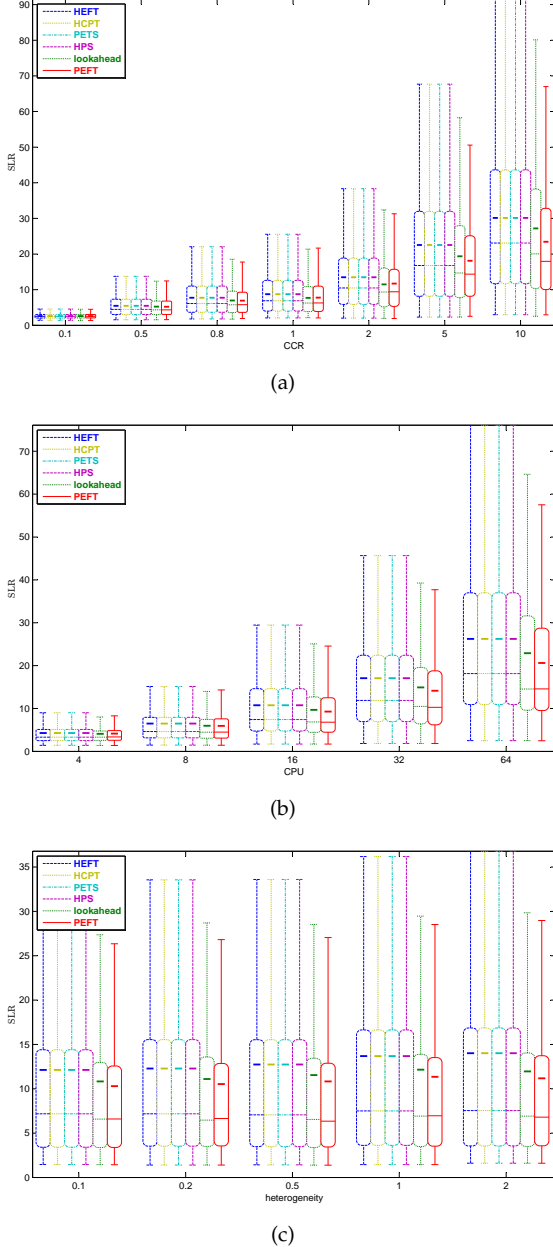 90
80
70
60
50
40
30
20
10
0
SLR
HEFT
HCPT
PETS
HPS
lookahead
PEFT
0.1 0.5 0.8 1 2 5 10
CCR
(a)
70
60
50
40
30
20
10
0
SLR
HEFT
HCPT
PETS
HPS
lookahead
PEFT
4 8 16 32 64
CPU
(b)
35
30
25
20
15
10
5
0
SLR
HEFT
HCPT
PETS
HPS
lookahead
PEFT
0.1 0.2 0.5 1 2
heterogeneity
(c)